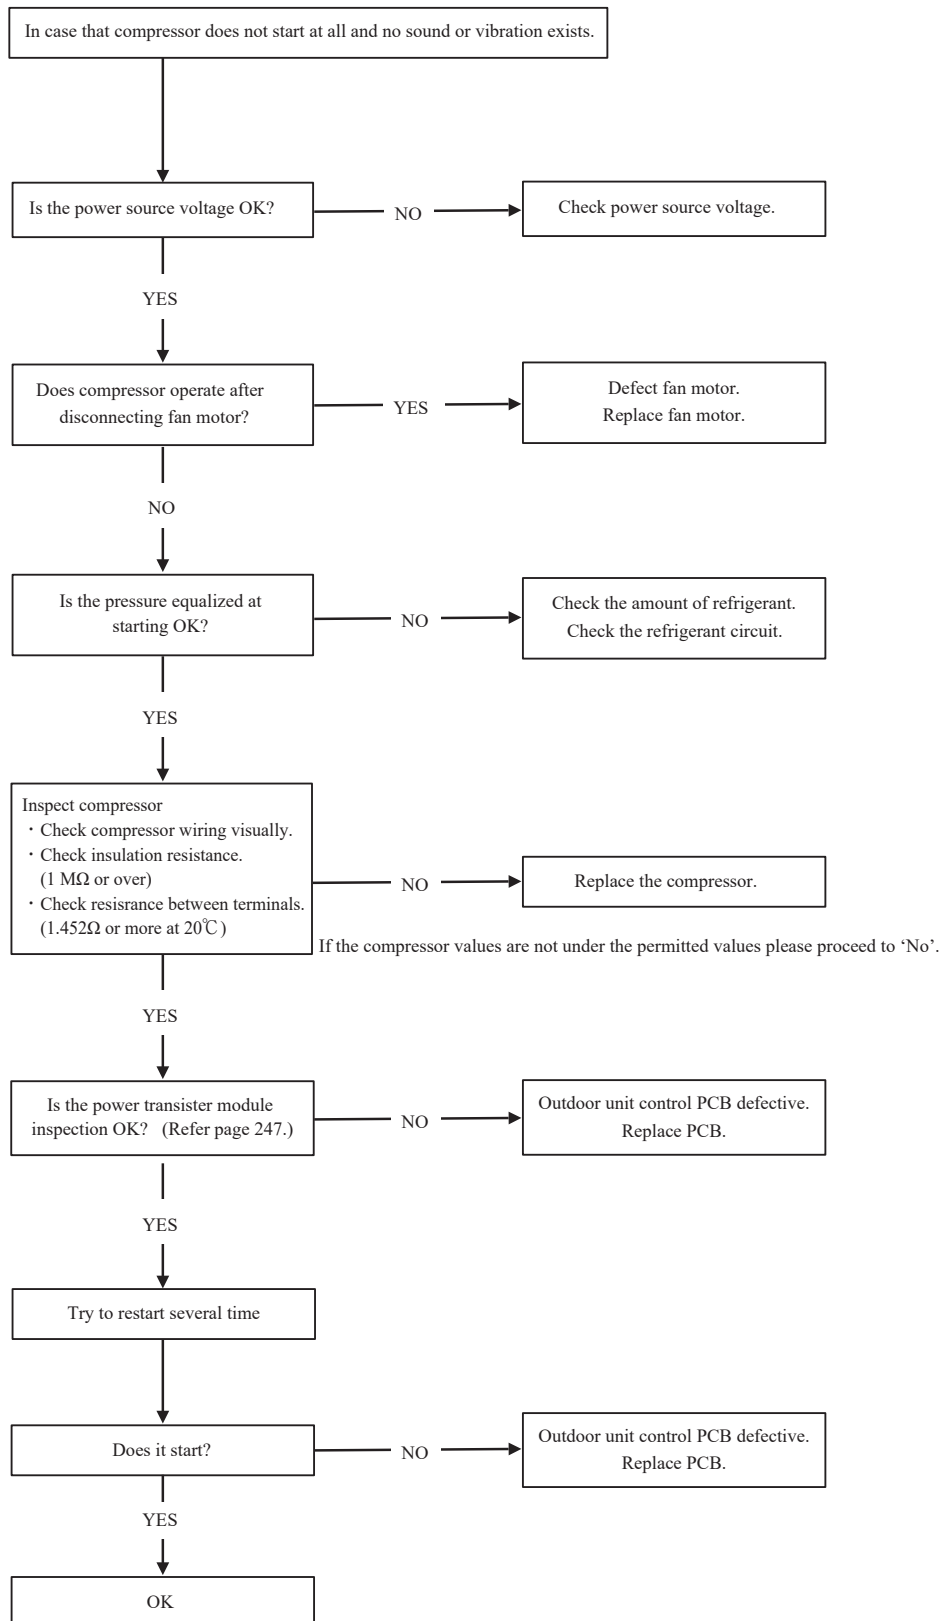 In case that compressor does not start at all and no sound or vibration exists.
Is the power source voltage OK?
NO
Check power source voltage.
YES
Does compressor operate after
disconnecting fan motor?
YES
Defect fan motor.
Replace fan motor.
NO
Is the pressure equalized at
starting OK?
NO
Check the amount of refrigerant.
Check the refrigerant circuit.
YES
Inspect compressor
・Check compressor wiring visually.
・Check insulation resistance.
(1 MΩ or over)
・Check resisrance between terminals.
(1.452Ω or more at 20℃)
NO
Replace the compressor.
If the compressor values are not under the permitted values please proceed to ‘No’.
YES
Is the power transister module
inspection OK? (Refer page 247.)
NO
Outdoor unit control PCB defective.
Replace PCB.
YES
Try to restart several time
Does it start?
NO
Outdoor unit control PCB defective.
Replace PCB.
YES
OK